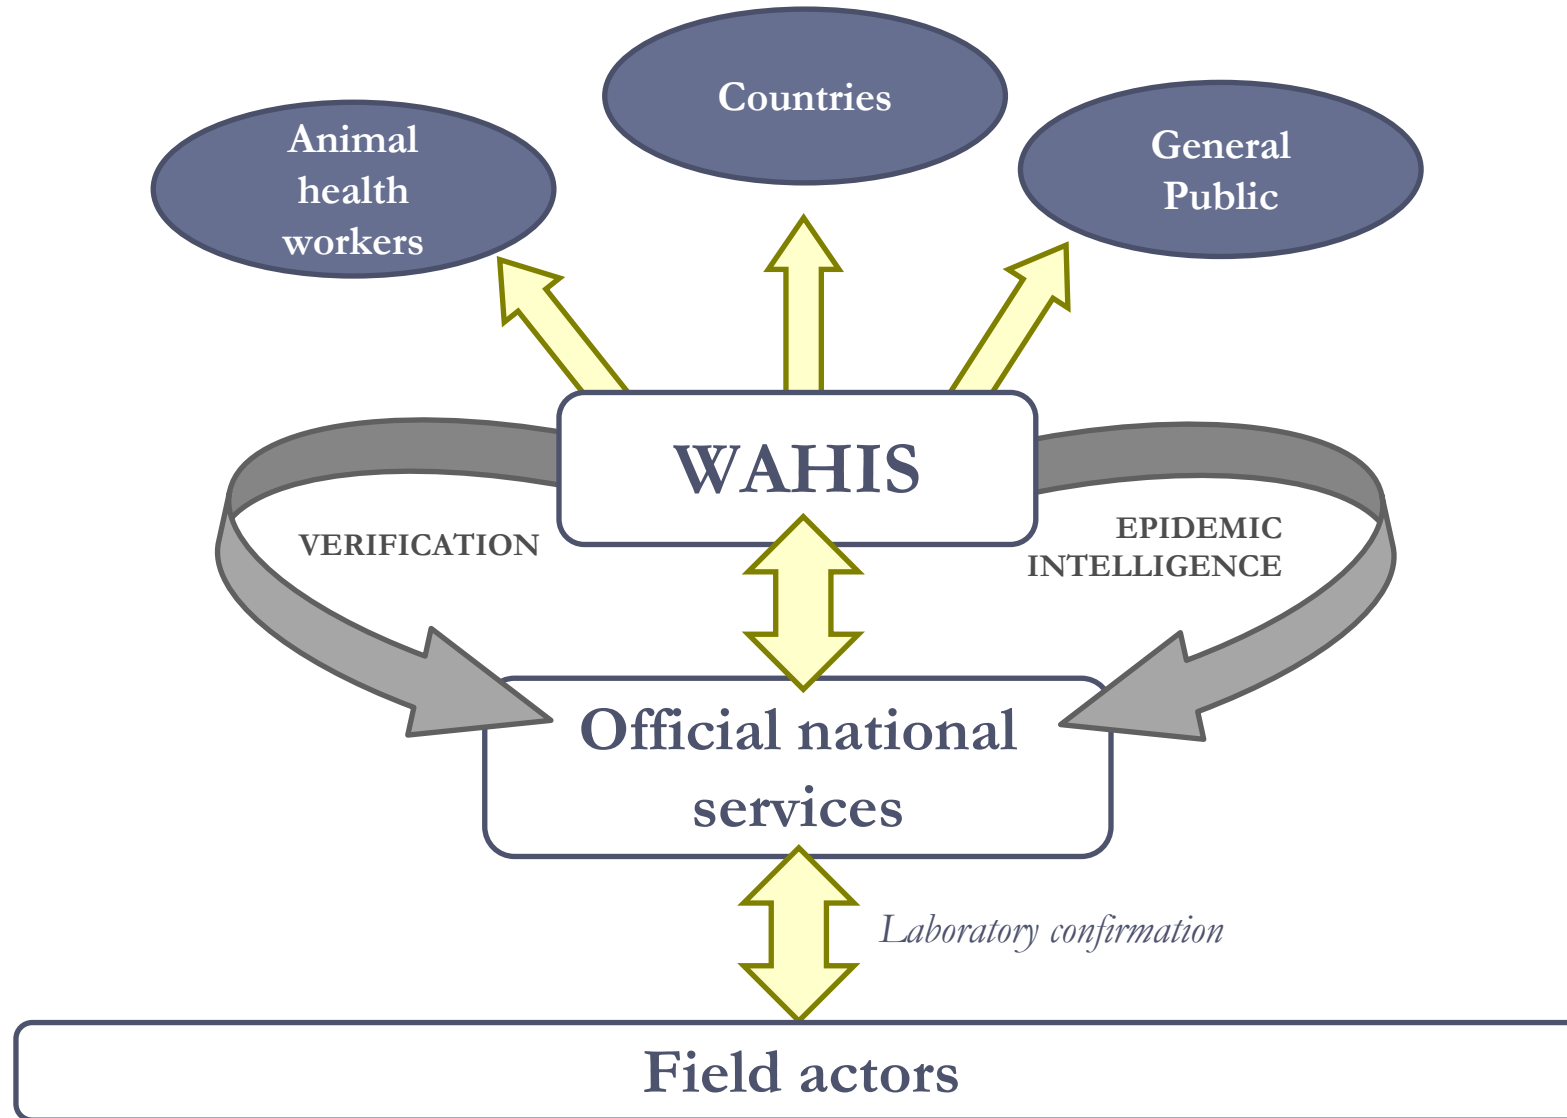 Countries
Animal
health
workers
General
Public
WAHIS
VERIFICATION
EPIDEMIC
INTELLIGENCE
Official national
services
Laboratory confirmation
Field actors